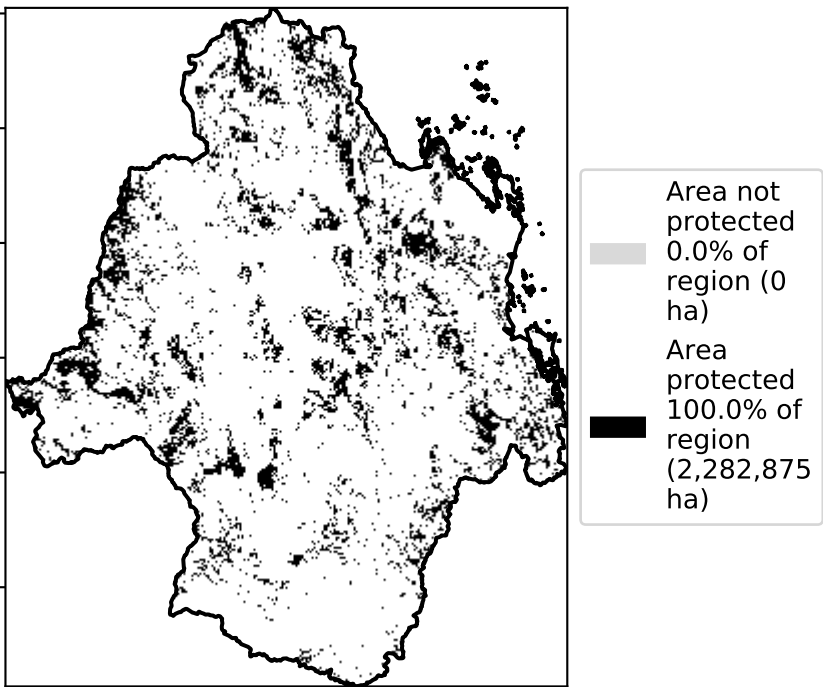 Area not
protected
0.0% of
region (0
ha)
Area
protected
100.0% of
region
(2,282,875
ha)